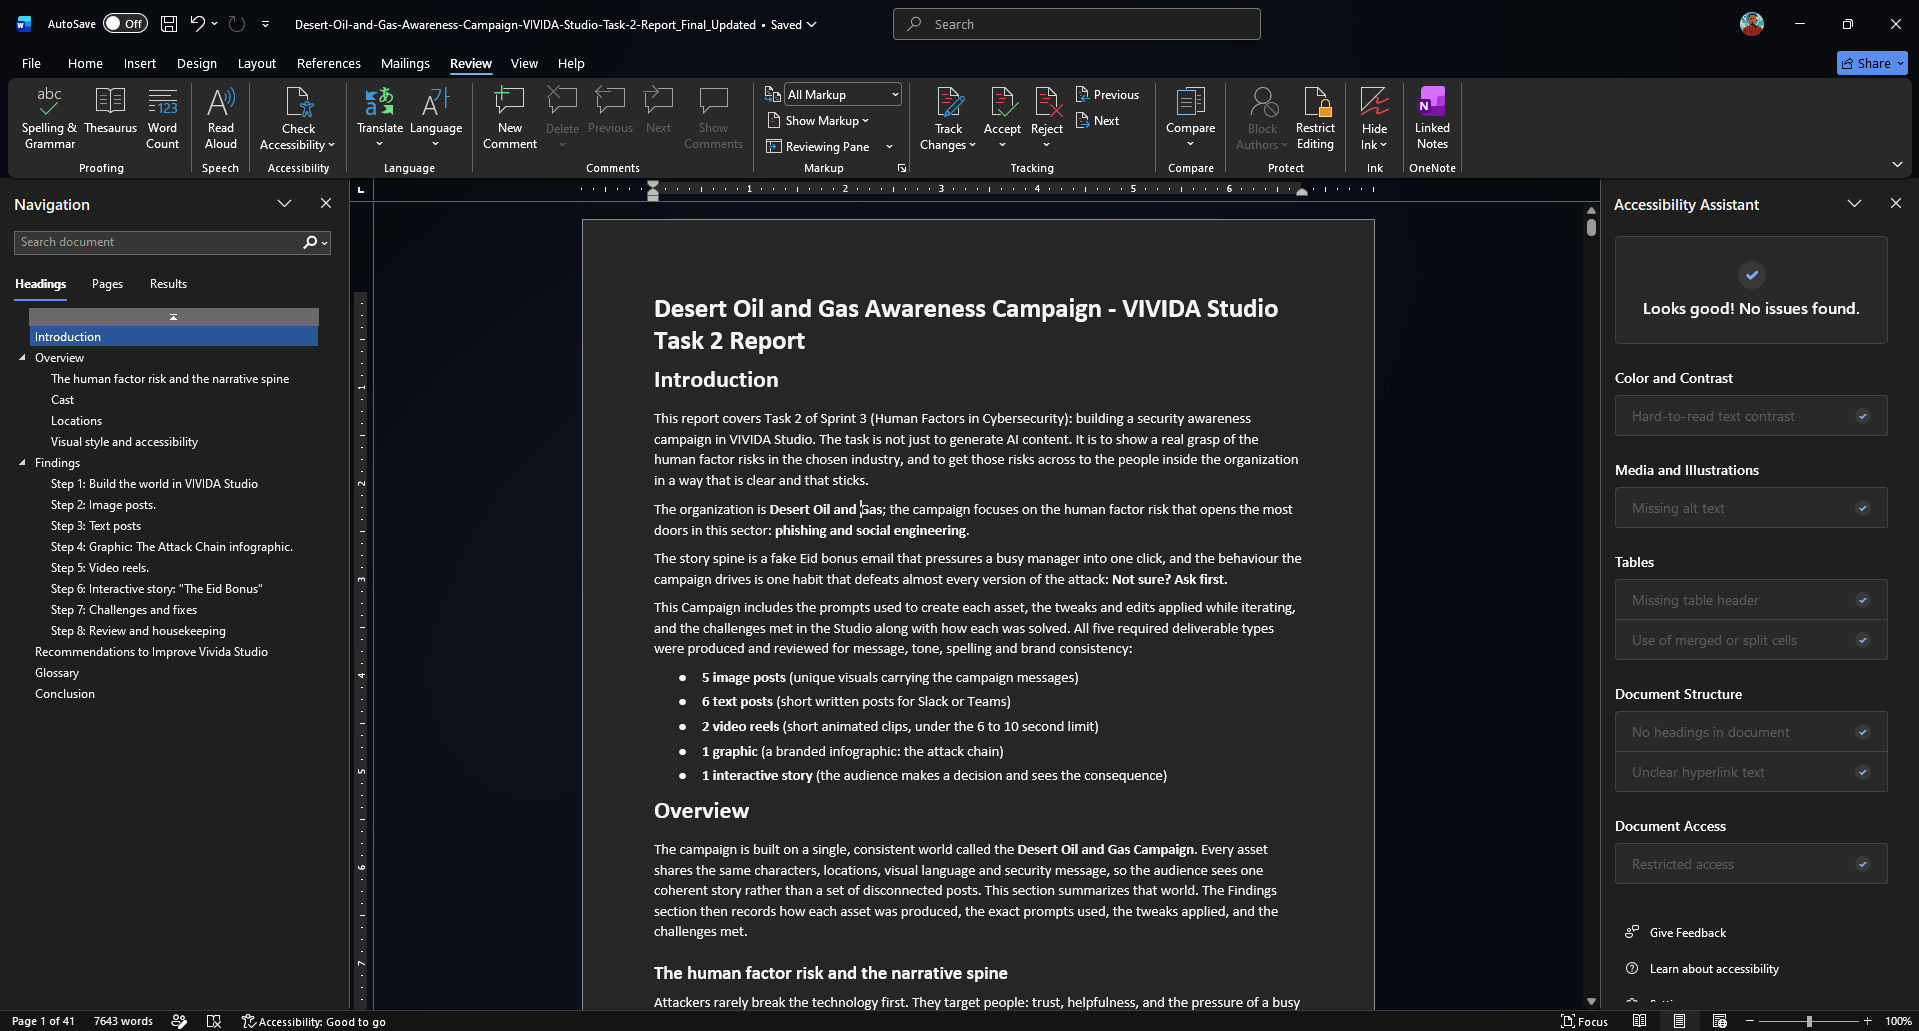 AutoSave Off
Desert-Oil-and-Gas-Awareness-Campaign-VIVIDA-Studio-Task-2-Report_Final_Updated • Saved
Search
File Home Insert Design Layout References Mailings Review View Help
Share
abc
Spelling & Grammar
Thesaurus
123
Word Count
Proofing
Read Aloud
Speech
Check Accessibility
Accessibility
Translate
Language
Language
New Comment
Delete
Previous
Next
Show Comments
Comments
All Markup
Show Markup
Reviewing Pane
Markup
Track Changes
Accept
Reject
Previous
Next
Tracking
Compare
Compare
Block Authors
Restrict Editing
Protect
Hide Ink
Ink
N
Linked Notes
OneNote
Navigation
Search document
Headings Pages Results
Introduction
Overview
The human factor risk and the narrative spine
Cast
Locations
Visual style and accessibility
Findings
Step 1: Build the world in VIVIDA Studio
Step 2: Image posts.
Step 3: Text posts
Step 4: Graphic: The Attack Chain infographic.
Step 5: Video reels.
Step 6: Interactive story: "The Eid Bonus"
Step 7: Challenges and fixes
Step 8: Review and housekeeping
Recommendations to Improve Vivida Studio
Glossary
Conclusion
1 2 3 4 5 6
1
2
3
4
5
6
7
Desert Oil and Gas Awareness Campaign - VIVIDA Studio
Task 2 Report
Introduction
This report covers Task 2 of Sprint 3 (Human Factors in Cybersecurity): building a security awareness
campaign in VIVIDA Studio. The task is not just to generate AI content. It is to show a real grasp of the
human factor risks in the chosen industry, and to get those risks across to the people inside the organization
in a way that is clear and that sticks.
The organization is Desert Oil and Gas; the campaign focuses on the human factor risk that opens the most
doors in this sector: phishing and social engineering.
The story spine is a fake Eid bonus email that pressures a busy manager into one click, and the behaviour the
campaign drives is one habit that defeats almost every version of the attack: Not sure? Ask first.
This Campaign includes the prompts used to create each asset, the tweaks and edits applied while iterating,
and the challenges met in the Studio along with how each was solved. All five required deliverable types
were produced and reviewed for message, tone, spelling and brand consistency:
● 5 image posts (unique visuals carrying the campaign messages)
● 6 text posts (short written posts for Slack or Teams)
● 2 video reels (short animated clips, under the 6 to 10 second limit)
● 1 graphic (a branded infographic: the attack chain)
● 1 interactive story (the audience makes a decision and sees the consequence)
Overview
The campaign is built on a single, consistent world called the Desert Oil and Gas Campaign. Every asset
shares the same characters, locations, visual language and security message, so the audience sees one
coherent story rather than a set of disconnected posts. This section summarizes that world. The Findings
section then records how each asset was produced, the exact prompts used, the tweaks applied, and the
challenges met.
The human factor risk and the narrative spine
Attackers rarely break the technology first. They target people: trust, helpfulness, and the pressure of a busy
Accessibility Assistant
Looks good! No issues found.
Color and Contrast
Hard-to-read text contrast
Media and Illustrations
Missing alt text
Tables
Missing table header
Use of merged or split cells
Document Structure
No headings in document
Unclear hyperlink text
Document Access
Restricted access
Give Feedback
Learn about accessibility
Page 1 of 41 7643 words Accessibility: Good to go
Focus
100%